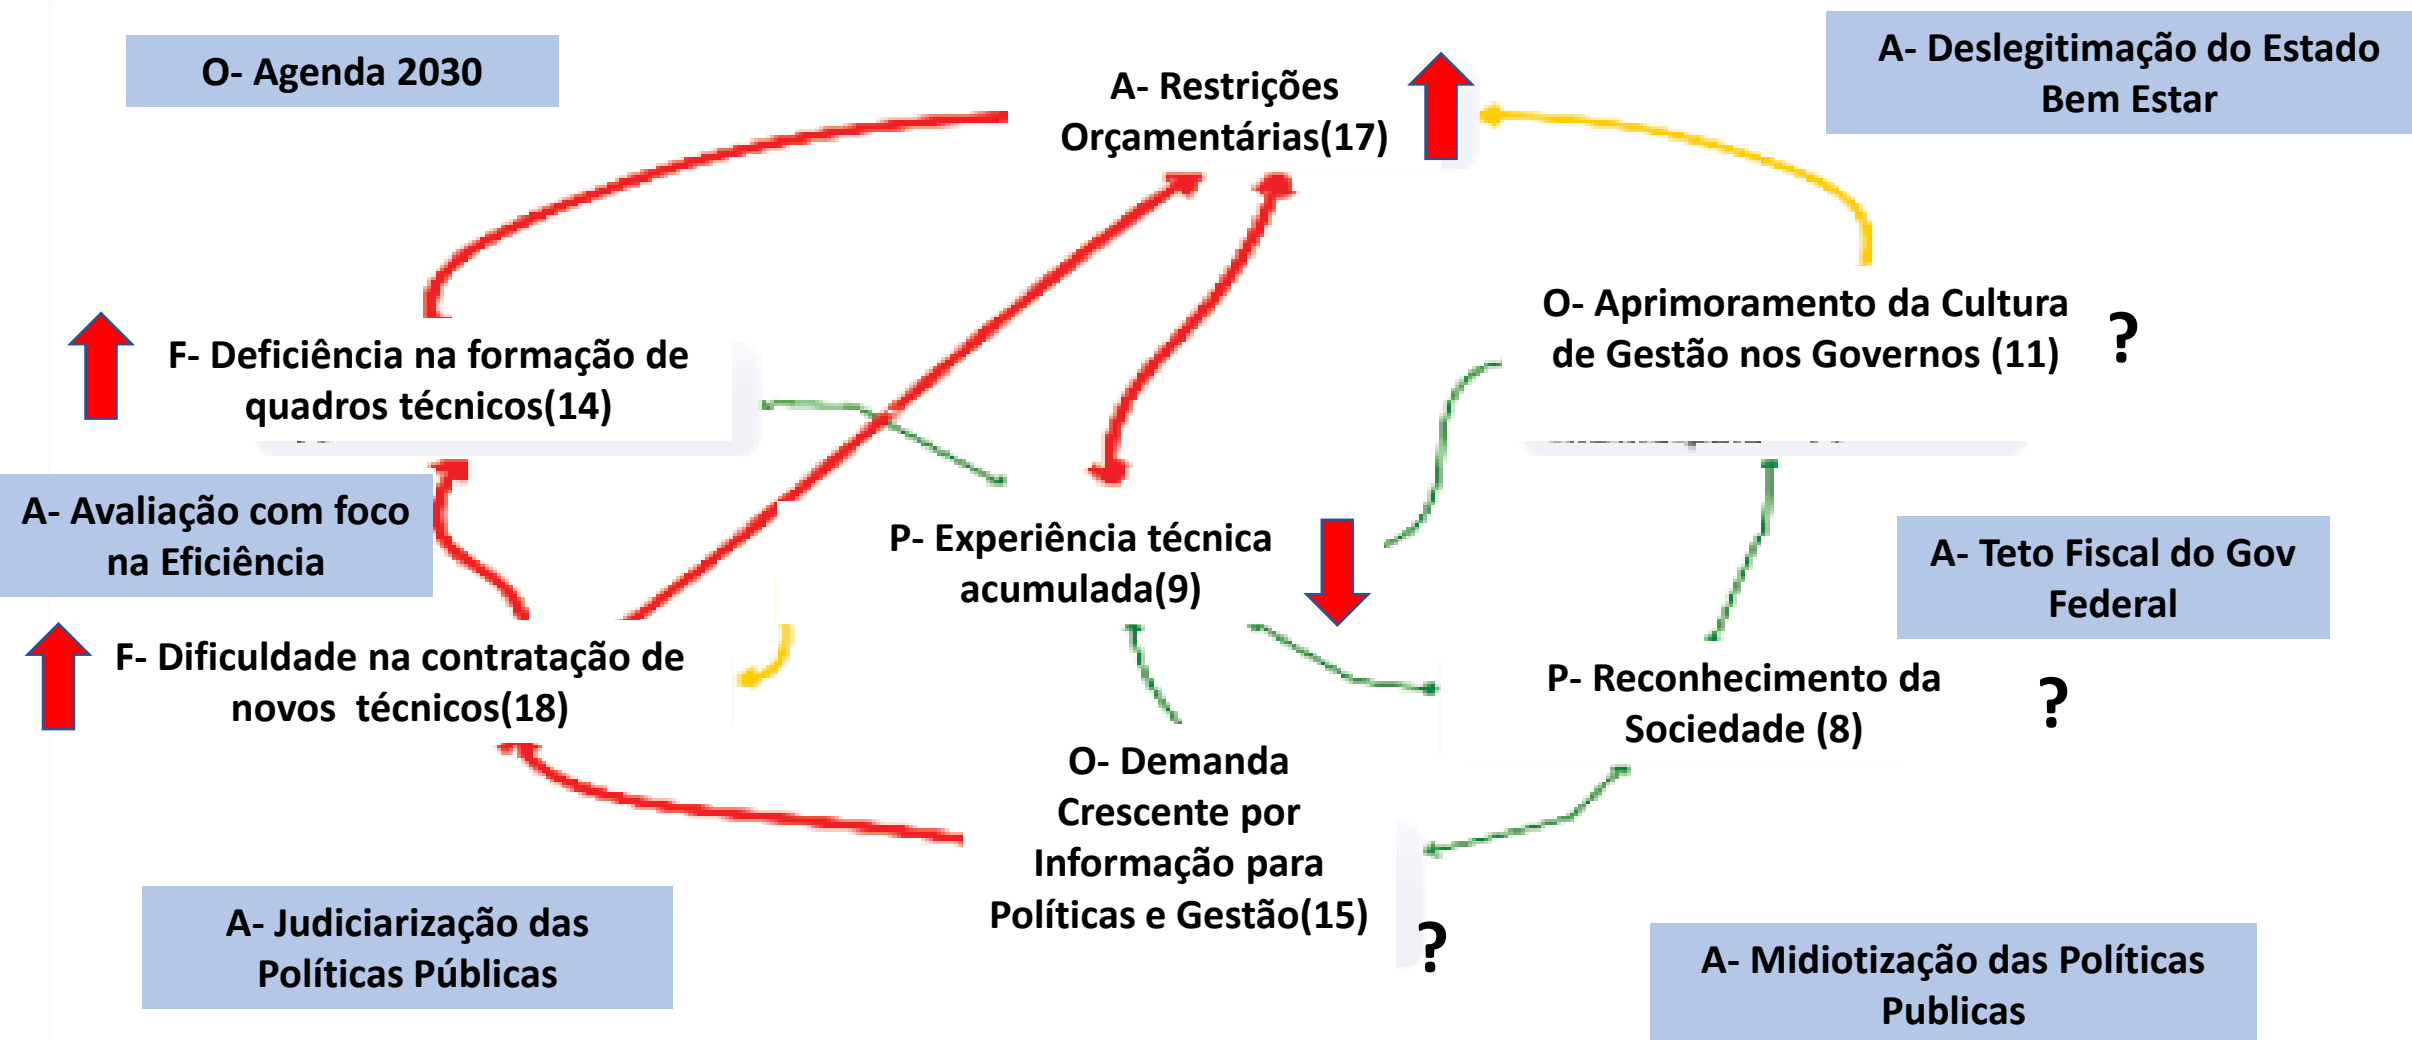 O- Agenda 2030
A- Restrições
Orçamentárias(17)
A- Deslegitimação do Estado
Bem Estar
F- Deficiência na formação de
quadros técnicos(14)
O- Aprimoramento da Cultura
de Gestão nos Governos (11)
?
A- Avaliação com foco
na Eficiência
P- Experiência técnica
acumulada(9)
A- Teto Fiscal do Gov
Federal
F- Dificuldade na contratação de
novos técnicos(18)
P- Reconhecimento da
Sociedade (8)
?
O- Demanda
Crescente por
Informação para
Políticas e Gestão(15)
?
A- Judiciarização das
Políticas Públicas
A- Midiotização das Políticas
Publicas